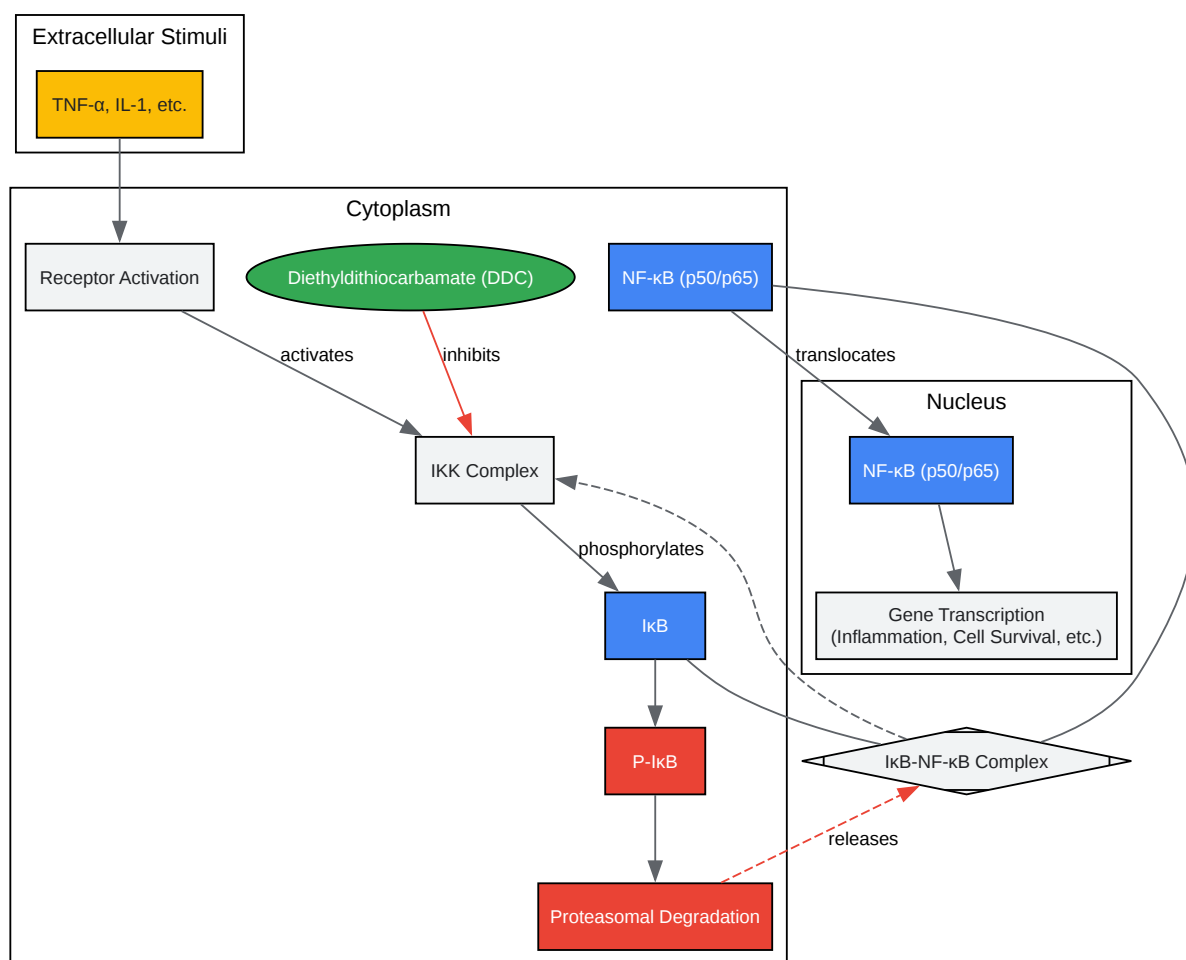 Extracellular Stimuli
TNF-α, IL-1, etc.
Cytoplasm
Receptor Activation
Diethyldithiocarbamate (DDC)
NF-κB (p50/p65)
activates
inhibits
translocates
Nucleus
IKK Complex
NF-κB (p50/p65)
phosphorylates
IκB
Gene Transcription
(Inflammation, Cell Survival, etc.)
P-IκB
IκB-NF-κB Complex
releases
Proteasomal Degradation